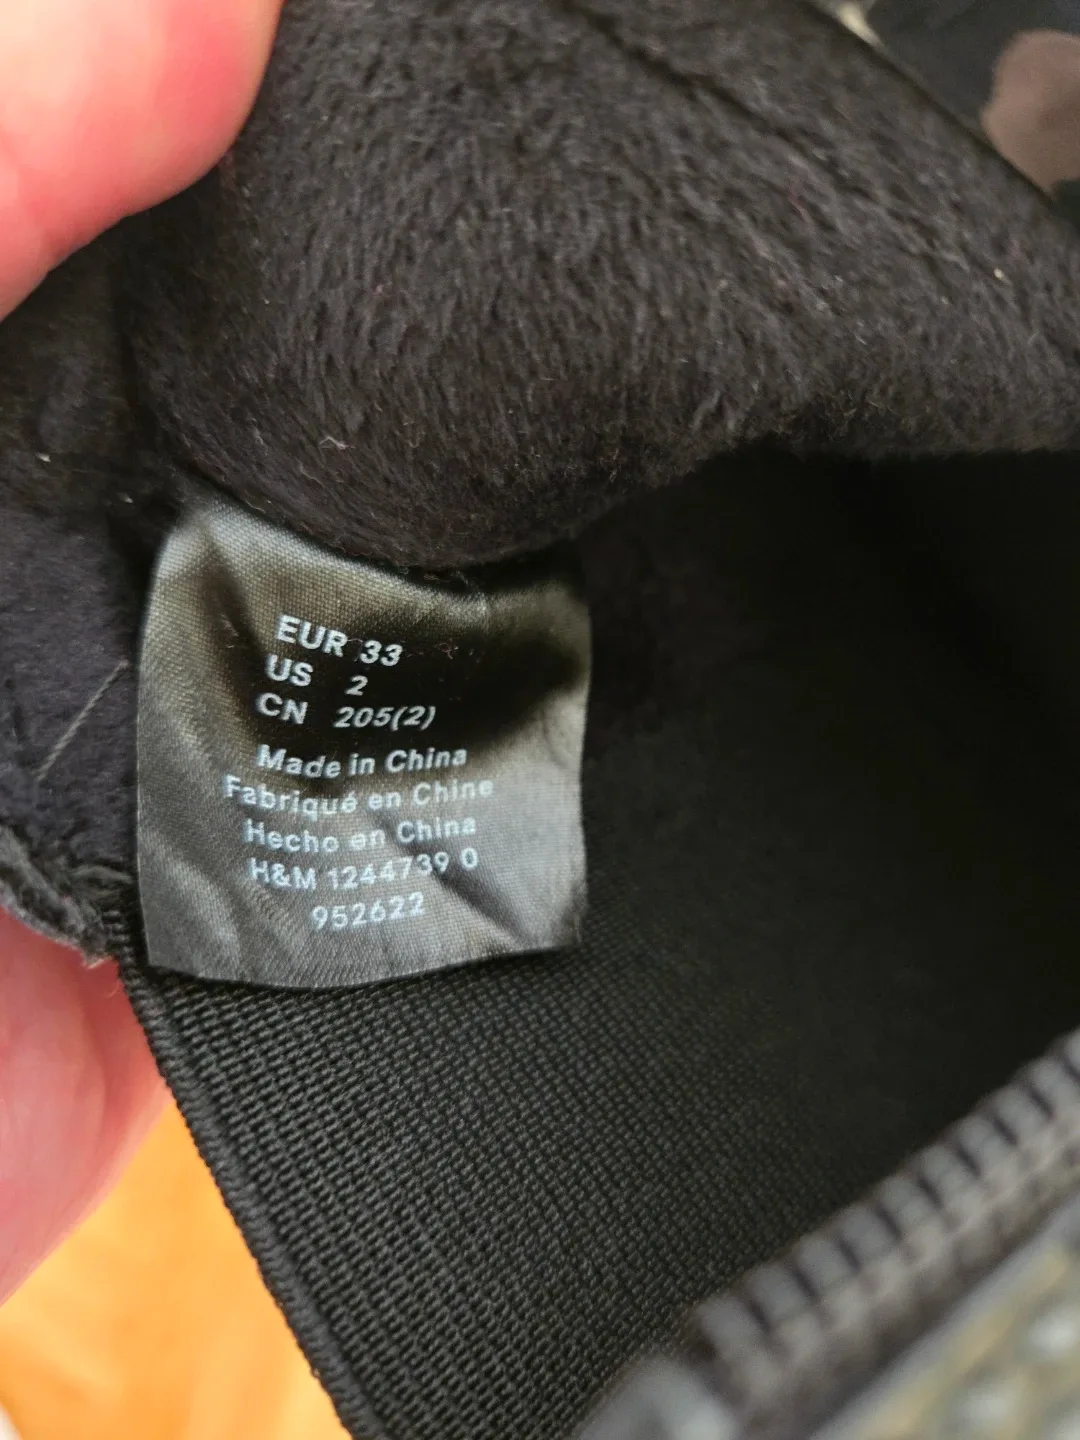 EUR 33
US 2
CN 205(2)
Made in China
Fabriqué en Chine
Hecho en China
H&M 1244739 0
952622